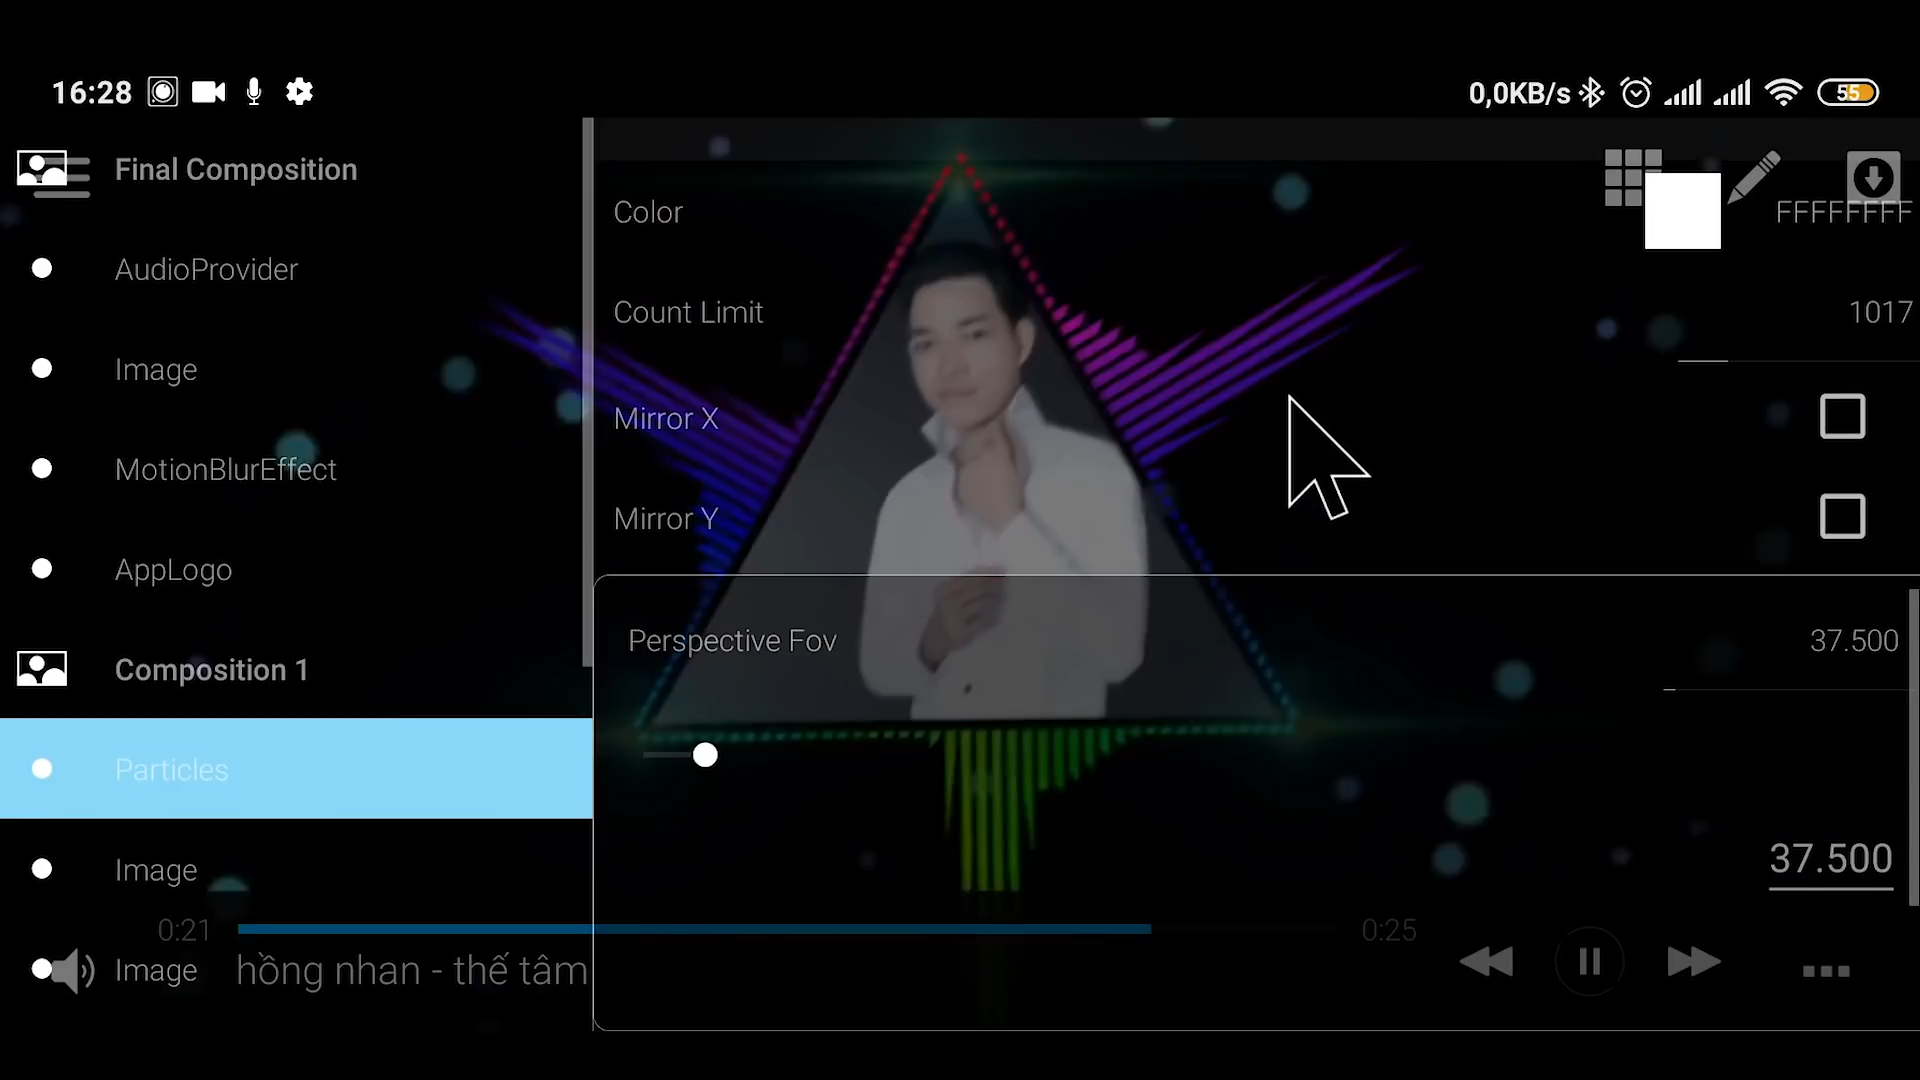 16:28
0,0KB/s
55
Final Composition
AudioProvider
Image
MotionBlurEffect
AppLogo
Composition 1
Particles
Image
Image
Color
FFFFFFFF
Count Limit
1017
Mirror X
Mirror Y
Perspective Fov
37.500
37.500
0:21
0:25
hồng nhan - thế tâm